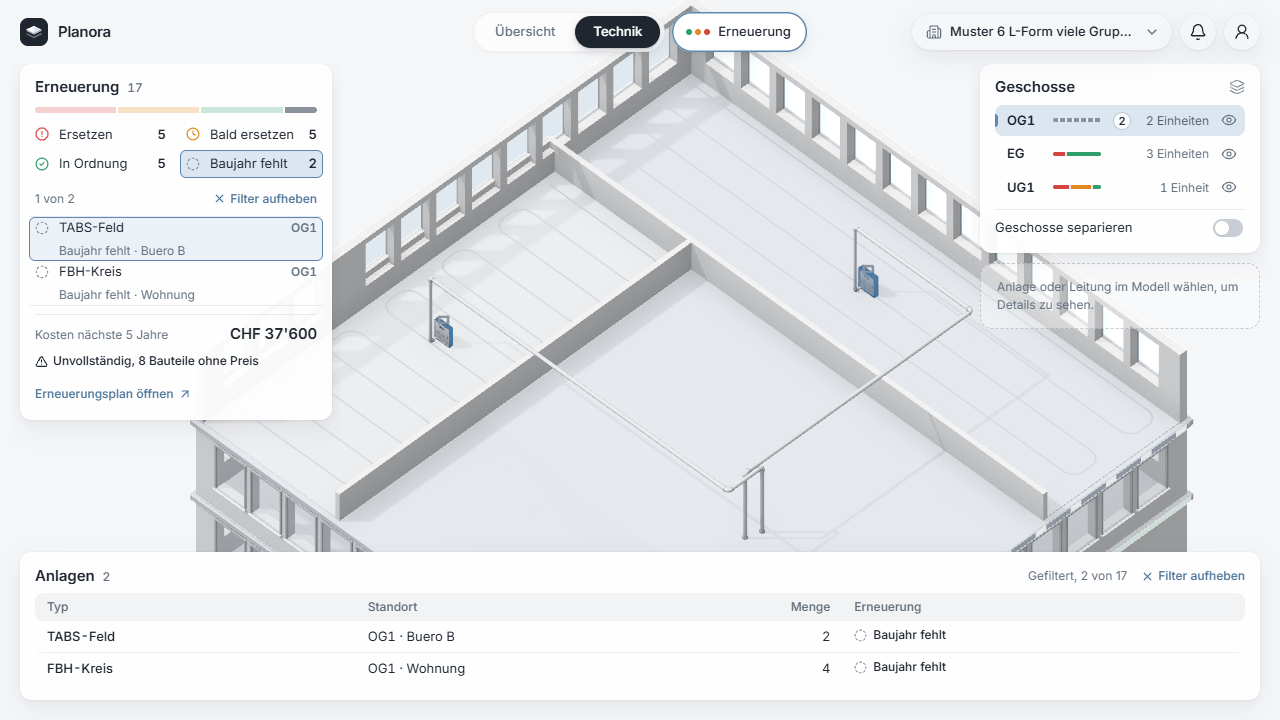 Planora
Übersicht
Technik
Erneuerung
Muster 6 L-Form viele Grup...
Erneuerung 17
Ersetzen 5
Bald ersetzen 5
In Ordnung 5
Baujahr fehlt 2
1 von 2
Filter aufheben
TABS-Feld OG1
Baujahr fehlt · Buero B
FBH-Kreis OG1
Baujahr fehlt · Wohnung
Kosten nächste 5 Jahre CHF 37'600
Unvollständig, 8 Bauteile ohne Preis
Erneuerungsplan öffnen
Geschosse
OG1 2 2 Einheiten
EG 3 Einheiten
UG1 1 Einheit
Geschosse separieren
Anlage oder Leitung im Modell wählen, um
Details zu sehen.
Anlagen 2
Gefiltert, 2 von 17
Filter aufheben
Typ Standort Menge Erneuerung
TABS-Feld OG1 · Buero B 2 Baujahr fehlt
FBH-Kreis OG1 · Wohnung 4 Baujahr fehlt